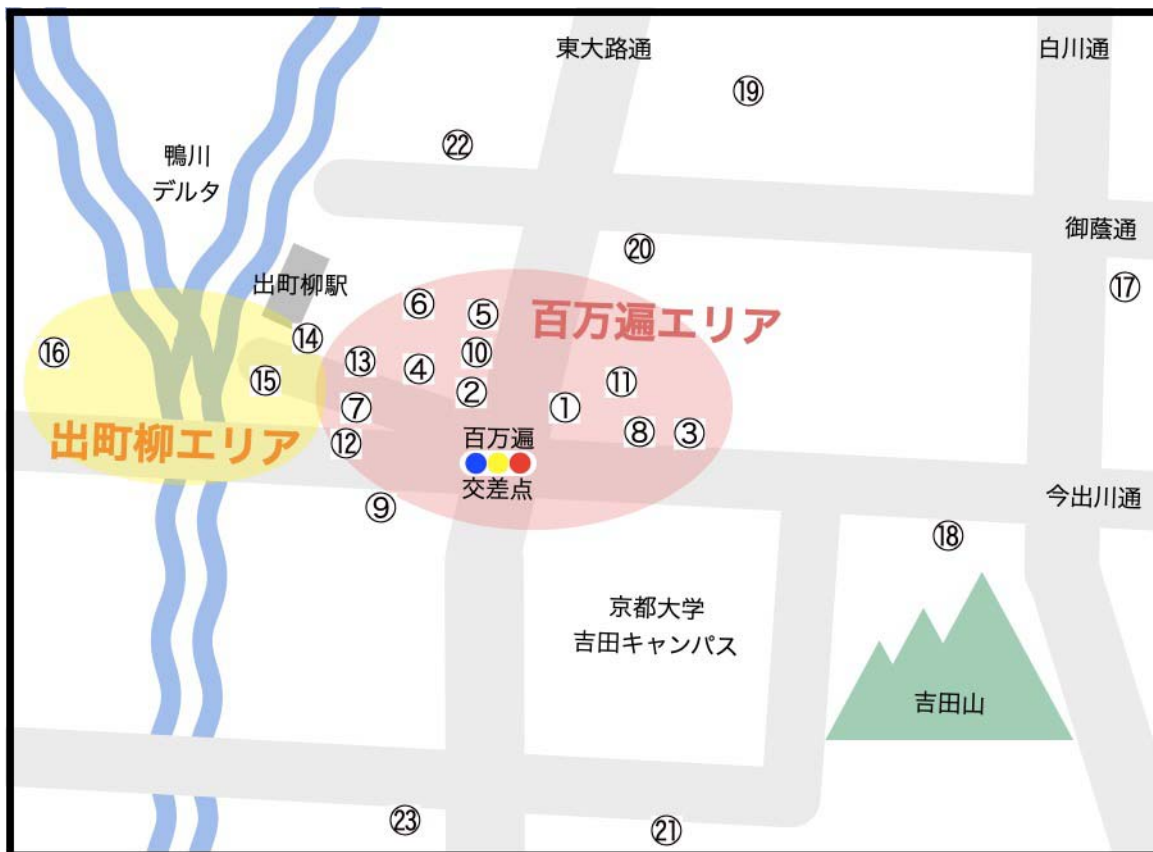 東大路通
白川通
⑲
㉒
鴨川
デルタ
御蔭通
⑳
出町柳駅
⑰
⑥
⑤
百万遍エリア
⑭
⑯
⑬
④
⑩
⑮
⑪
②
⑦
①
⑫
⑧
③
出町柳エリア
百万遍
交差点
今出川通
⑨
⑱
京都大学
吉田キャンパス
吉田山
㉓
㉑